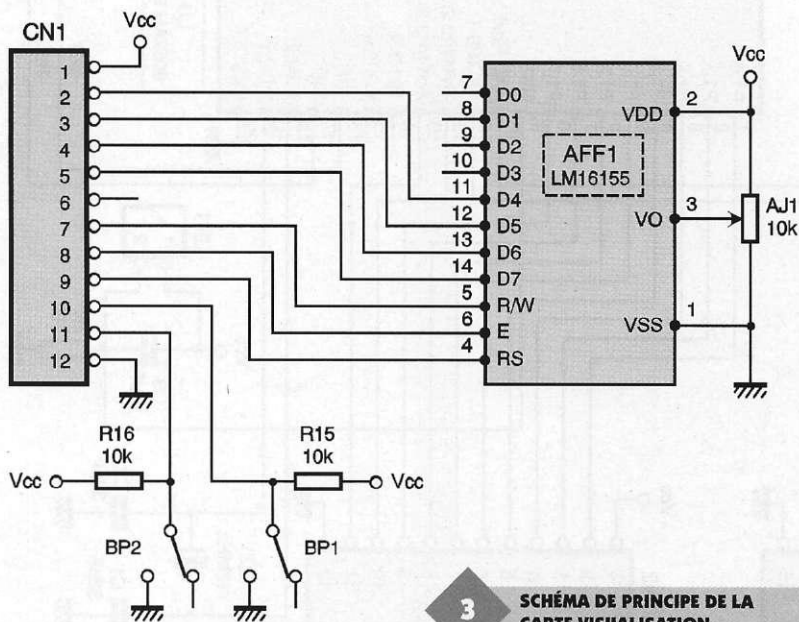 CN1
Vcc
1
2
3
4
5
6
7
8
9
10
11
12
7 D0
8 D1
9 D2
10 D3
11 D4
12 D5
13 D6
14 D7
5 R/W
6 E
4 RS
AFF1
LM16155
VDD 2
VO 3
VSS 1
Vcc
AJ1
10k
R16
10k
Vcc
BP2
R15
10k
Vcc
BP1
3
SCHÉMA DE PRINCIPE DE LA
CARTE VISUALISATION